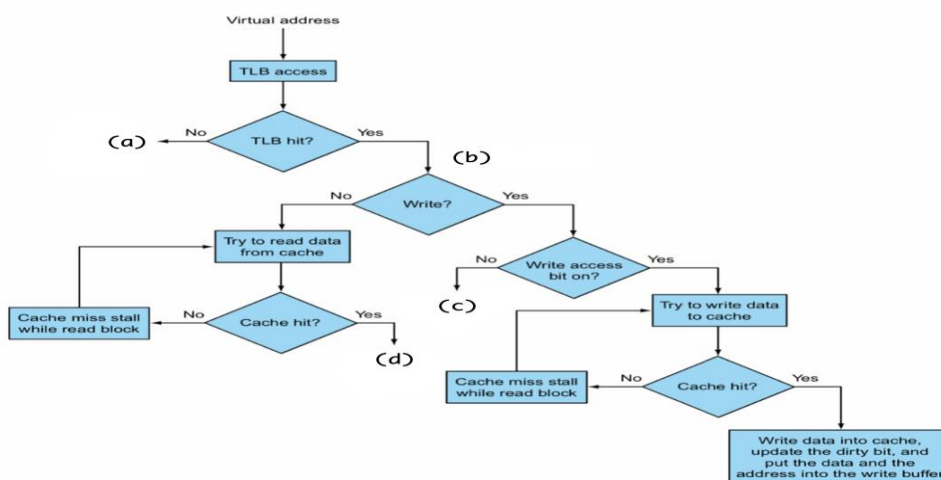 Virtual address
TLB access
TLB hit?
No
Yes
(a)
(b)
Write?
No
Yes
Try to read data
from cache
Write access
bit on?
No
Yes
(c)
Cache hit?
No
Yes
Cache miss stall
while read block
(d)
Try to write data
to cache
Cache hit?
No
Yes
Cache miss stall
while read block
Write data into cache,
update the dirty bit, and
put the data and the
address into the write buffer